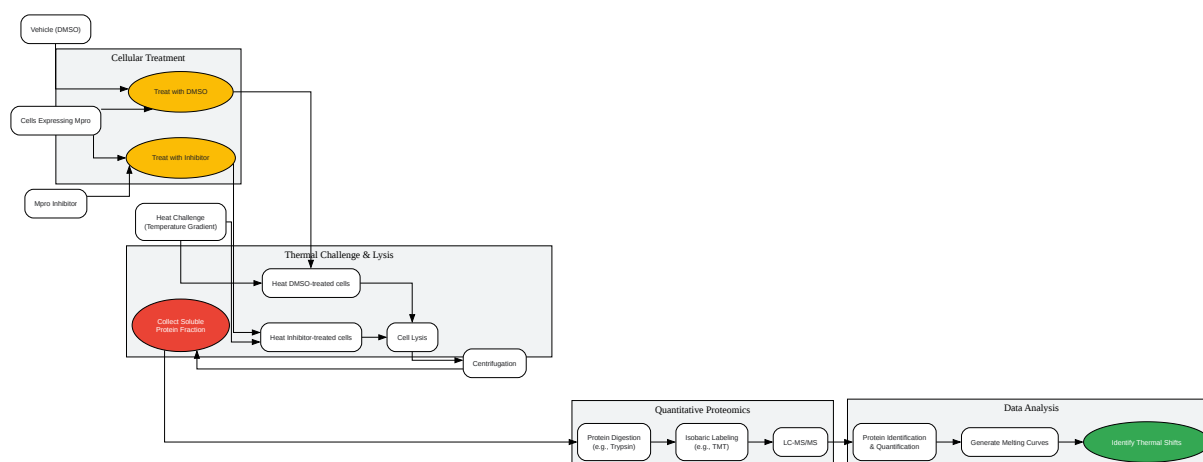 Vehicle (DMSO)
Cellular Treatment
Treat with DMSO
Cells Expressing Mpro
Treat with Inhibitor
Mpro Inhibitor
Heat Challenge
(Temperature Gradient)
Thermal Challenge & Lysis
Heat DMSO-treated cells
Collect Soluble
Protein Fraction
Heat Inhibitor-treated cells
Cell Lysis
Centrifugation
Quantitative Proteomics
Protein Digestion
(e.g., Trypsin)
Isobaric Labeling
(e.g., TMT)
LC-MS/MS
Data Analysis
Protein Identification
& Quantification
Generate Melting Curves
Identify Thermal Shifts